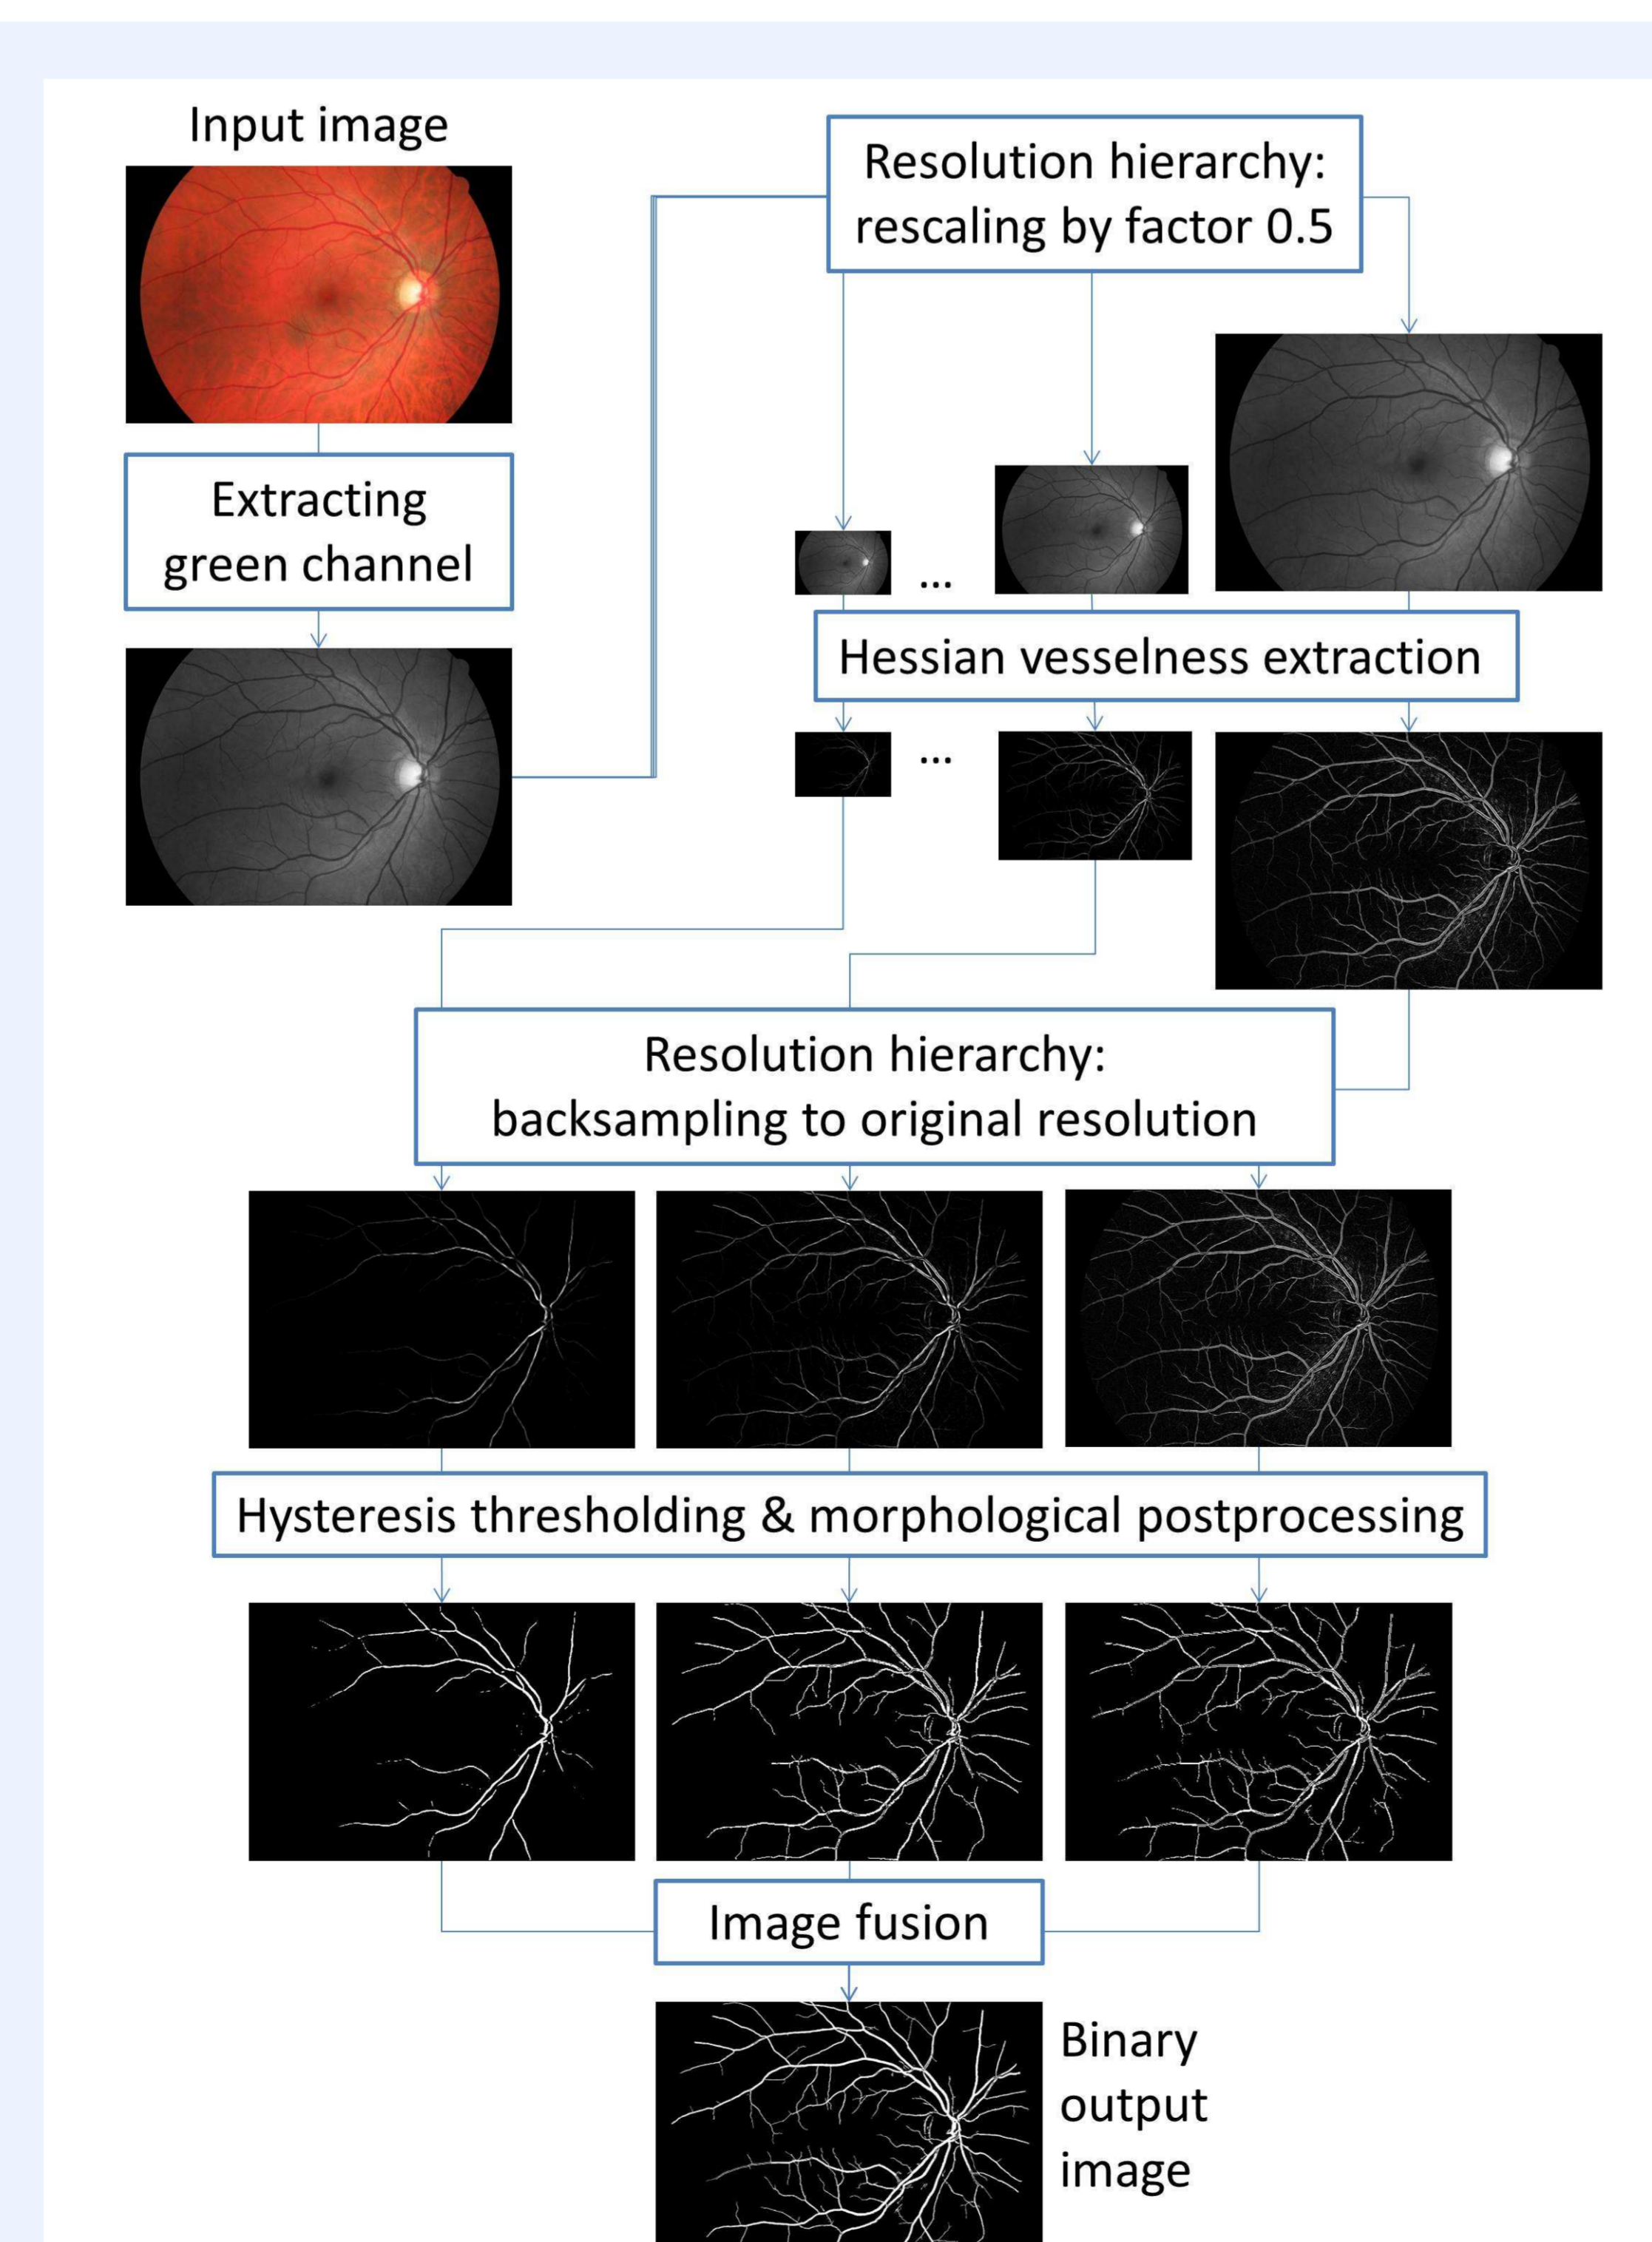 Input image
Extracting
green channel
Resolution hierarchy:
rescaling by factor 0.5
...
Hessian vesselness extraction
...
Resolution hierarchy:
backsampling to original resolution
Hysteresis thresholding & morphological postprocessing
Image fusion
Binary
output
image